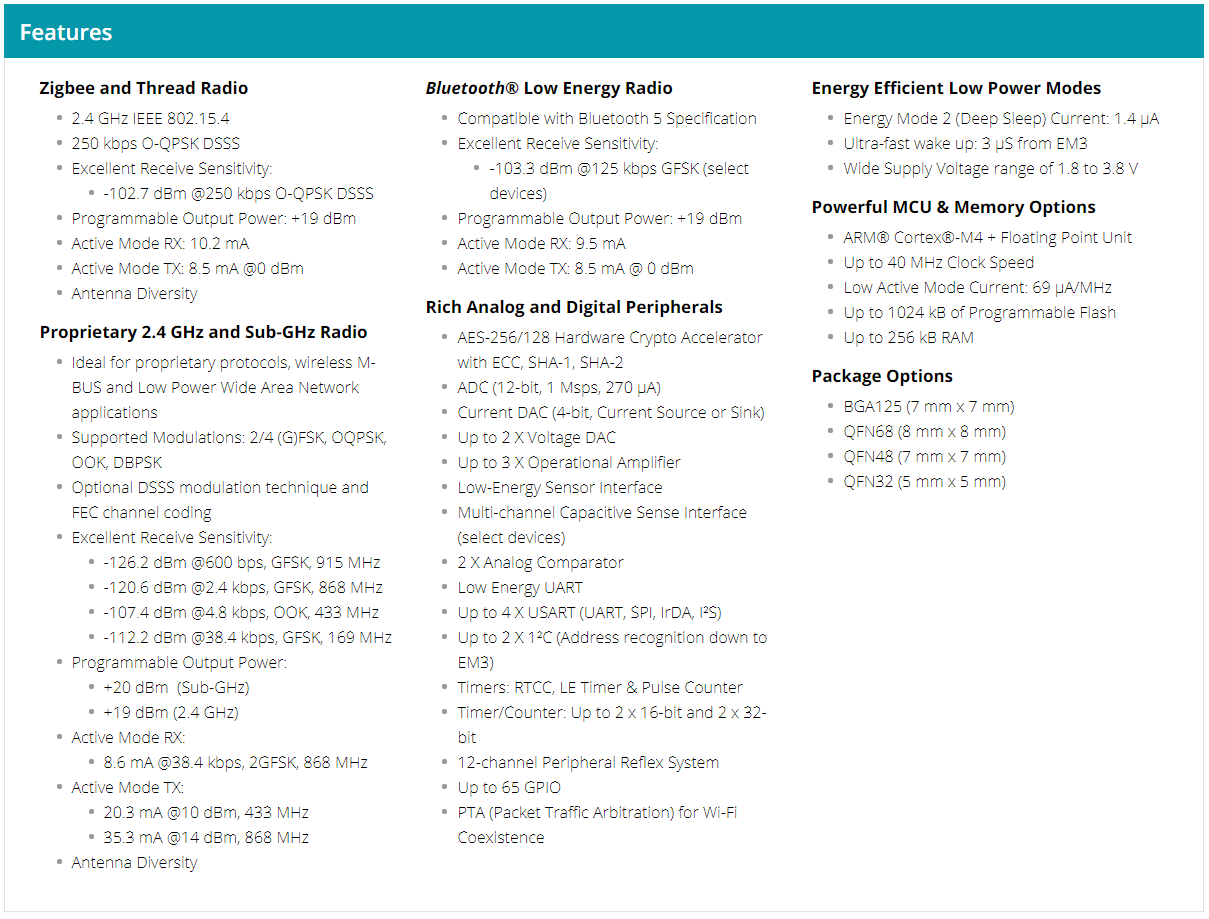 Features
Zigbee and Thread Radio
2.4 GHz IEEE 802.15.4
250 kbps O-QPSK DSSS
Excellent Receive Sensitivity:
-102.7 dBm @250 kbps O-QPSK DSSS
Programmable Output Power: +19 dBm
Active Mode RX: 10.2 mA
Active Mode TX: 8.5 mA @0 dBm
Antenna Diversity
Proprietary 2.4 GHz and Sub-GHz Radio
Ideal for proprietary protocols, wireless M-
BUS and Low Power Wide Area Network
applications
Supported Modulations: 2/4 (G)FSK, OQPSK,
OOK, DBPSK
Optional DSSS modulation technique and
FEC channel coding
Excellent Receive Sensitivity:
-126.2 dBm @600 bps, GFSK, 915 MHz
-120.6 dBm @2.4 kbps, GFSK, 868 MHz
-107.4 dBm @4.8 kbps, OOK, 433 MHz
-112.2 dBm @38.4 kbps, GFSK, 169 MHz
Programmable Output Power:
+20 dBm  (Sub-GHz)
+19 dBm (2.4 GHz)
Active Mode RX:
8.6 mA @38.4 kbps, 2GFSK, 868 MHz
Active Mode TX:
20.3 mA @10 dBm, 433 MHz
35.3 mA @14 dBm, 868 MHz
Antenna Diversity
Bluetooth® Low Energy Radio
Compatible with Bluetooth 5 Specification
Excellent Receive Sensitivity:
-103.3 dBm @125 kbps GFSK (select
devices)
Programmable Output Power: +19 dBm
Active Mode RX: 9.5 mA
Active Mode TX: 8.5 mA @ 0 dBm
Rich Analog and Digital Peripherals
AES-256/128 Hardware Crypto Accelerator
with ECC, SHA-1, SHA-2
ADC (12-bit, 1 Msps, 270 µA)
Current DAC (4-bit, Current Source or Sink)
Up to 2 X Voltage DAC
Up to 3 X Operational Amplifier
Low-Energy Sensor Interface
Multi-channel Capacitive Sense Interface
(select devices)
2 X Analog Comparator
Low Energy UART
Up to 4 X USART (UART, SPI, IrDA, I²S)
Up to 2 X 1²C (Address recognition down to
EM3)
Timers: RTCC, LE Timer & Pulse Counter
Timer/Counter: Up to 2 x 16-bit and 2 x 32-
bit
12-channel Peripheral Reflex System
Up to 65 GPIO
PTA (Packet Traffic Arbitration) for Wi-Fi
Coexistence
Energy Efficient Low Power Modes
Energy Mode 2 (Deep Sleep) Current: 1.4 µA
Ultra-fast wake up: 3 µS from EM3
Wide Supply Voltage range of 1.8 to 3.8 V
Powerful MCU & Memory Options
ARM® Cortex®-M4 + Floating Point Unit
Up to 40 MHz Clock Speed
Low Active Mode Current: 69 µA/MHz
Up to 1024 kB of Programmable Flash
Up to 256 kB RAM
Package Options
BGA125 (7 mm x 7 mm)
QFN68 (8 mm x 8 mm)
QFN48 (7 mm x 7 mm)
QFN32 (5 mm x 5 mm)